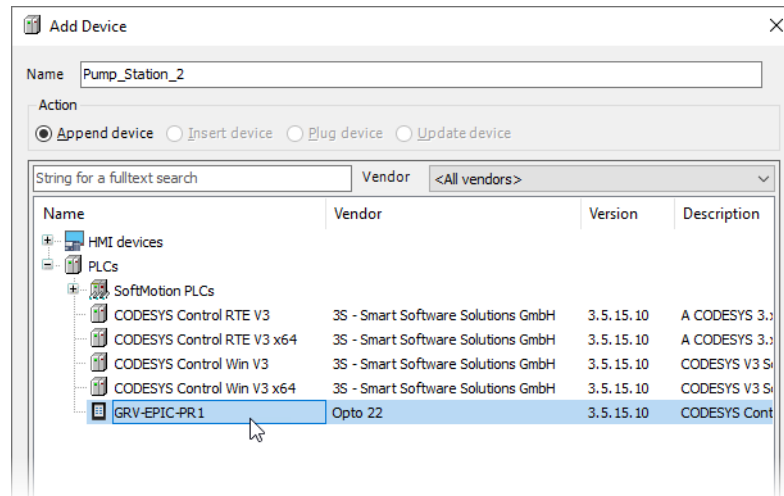 Add Device
Name Pump_Station_2
Action
Append device Insert device Plug device Update device
String for a fulltext search Vendor <All vendors>
Name Vendor Version Description
HMI devices
PLCs
SoftMotion PLCs
CODESYS Control RTE V3 3S - Smart Software Solutions GmbH 3.5.15.10 A CODESYS 3.
CODESYS Control RTE V3 x64 3S - Smart Software Solutions GmbH 3.5.15.10 A CODESYS 3.
CODESYS Control Win V3 3S - Smart Software Solutions GmbH 3.5.15.10 CODESYS V3 S
CODESYS Control Win V3 x64 3S - Smart Software Solutions GmbH 3.5.15.10 CODESYS V3 S
GRV-EPIC-PR1 Opto 22 3.5.15.10 CODESYS Cont